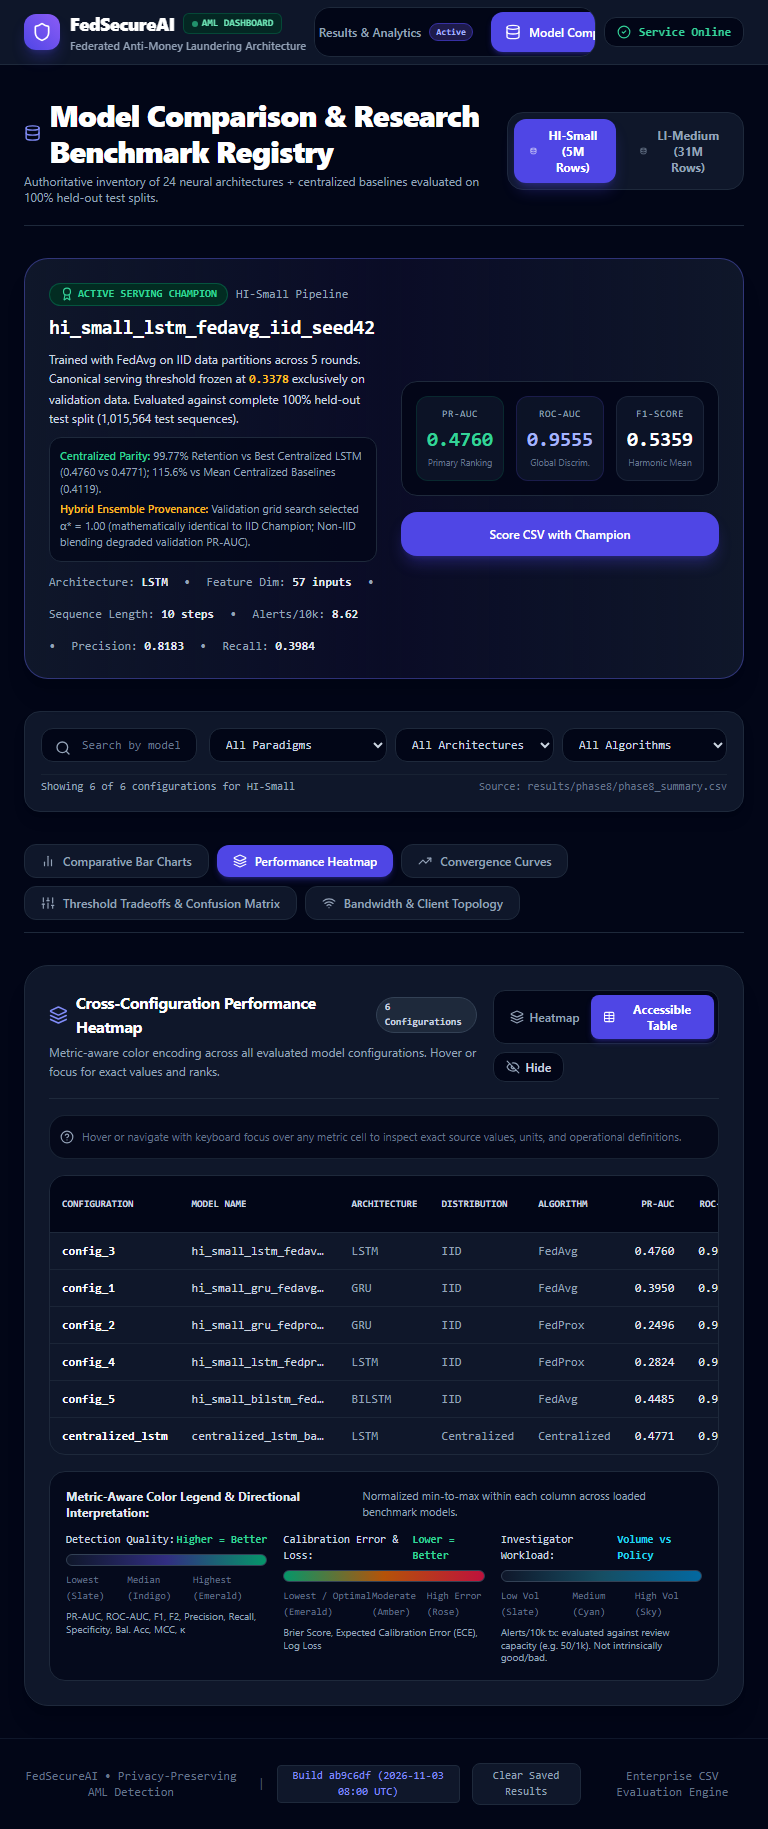 FedSecureAI
AML DASHBOARD
Federated Anti-Money Laundering Architecture
Results & Analytics
Active
Model Comp
Service Online
Model Comparison & Research
Benchmark Registry
Authoritative inventory of 24 neural architectures + centralized baselines evaluated on
100% held-out test splits.
HI-Small
(5M
Rows)
LI-Medium
(31M
Rows)
ACTIVE SERVING CHAMPION
HI-Small Pipeline
hi_small_lstm_fedavg_iid_seed42
Trained with FedAvg on IID data partitions across 5 rounds.
Canonical serving threshold frozen at 0.3378 exclusively on
validation data. Evaluated against complete 100% held-out
test split (1,015,564 test sequences).
Centralized Parity: 99.77% Retention vs Best Centralized LSTM
(0.4760 vs 0.4771); 115.6% vs Mean Centralized Baselines
(0.4119).
Hybrid Ensemble Provenance: Validation grid search selected
α* = 1.00 (mathematically identical to IID Champion; Non-IID
blending degraded validation PR-AUC).
Architecture: LSTM • Feature Dim: 57 inputs •
Sequence Length: 10 steps • Alerts/10k: 8.62
• Precision: 0.8183 • Recall: 0.3984
PR-AUC
0.4760
Primary Ranking
ROC-AUC
0.9555
Global Discrim.
F1-SCORE
0.5359
Harmonic Mean
Score CSV with Champion
Search by model
All Paradigms
All Architectures
All Algorithms
Showing 6 of 6 configurations for HI-Small
Source: results/phase8/phase8_summary.csv
Comparative Bar Charts
Performance Heatmap
Convergence Curves
Threshold Tradeoffs & Confusion Matrix
Bandwidth & Client Topology
Cross-Configuration Performance
Heatmap
6
Configurations
Metric-aware color encoding across all evaluated model configurations. Hover or
focus for exact values and ranks.
Heatmap
Accessible
Table
Hide
Hover or navigate with keyboard focus over any metric cell to inspect exact source values, units, and operational definitions.
CONFIGURATION MODEL NAME ARCHITECTURE DISTRIBUTION ALGORITHM PR-AUC ROC-
config_3 hi_small_lstm_fedav… LSTM IID FedAvg 0.4760 0.9
config_1 hi_small_gru_fedavg… GRU IID FedAvg 0.3950 0.9
config_2 hi_small_gru_fedpro… GRU IID FedProx 0.2496 0.9
config_4 hi_small_lstm_fedpr… LSTM IID FedProx 0.2824 0.9
config_5 hi_small_bilstm_fed… BILSTM IID FedAvg 0.4485 0.9
centralized_lstm centralized_lstm_ba… LSTM Centralized Centralized 0.4771 0.9
Metric-Aware Color Legend & Directional
Interpretation:
Normalized min-to-max within each column across loaded
benchmark models.
Detection Quality: Higher = Better
Lowest
(Slate)
Median
(Indigo)
Highest
(Emerald)
PR-AUC, ROC-AUC, F1, F2, Precision, Recall,
Specificity, Bal. Acc, MCC, κ
Calibration Error &
Loss:
Lower =
Better
Lowest / Optimal
(Emerald)
Moderate
(Amber)
High Error
(Rose)
Brier Score, Expected Calibration Error (ECE),
Log Loss
Investigator
Workload:
Volume vs
Policy
Low Vol
(Slate)
Medium
(Cyan)
High Vol
(Sky)
Alerts/10k tx: evaluated against review
capacity (e.g. 50/1k). Not intrinsically
good/bad.
FedSecureAI • Privacy-Preserving
AML Detection
|
Build ab9c6df (2026-11-03
08:00 UTC)
Clear Saved
Results
Enterprise CSV
Evaluation Engine